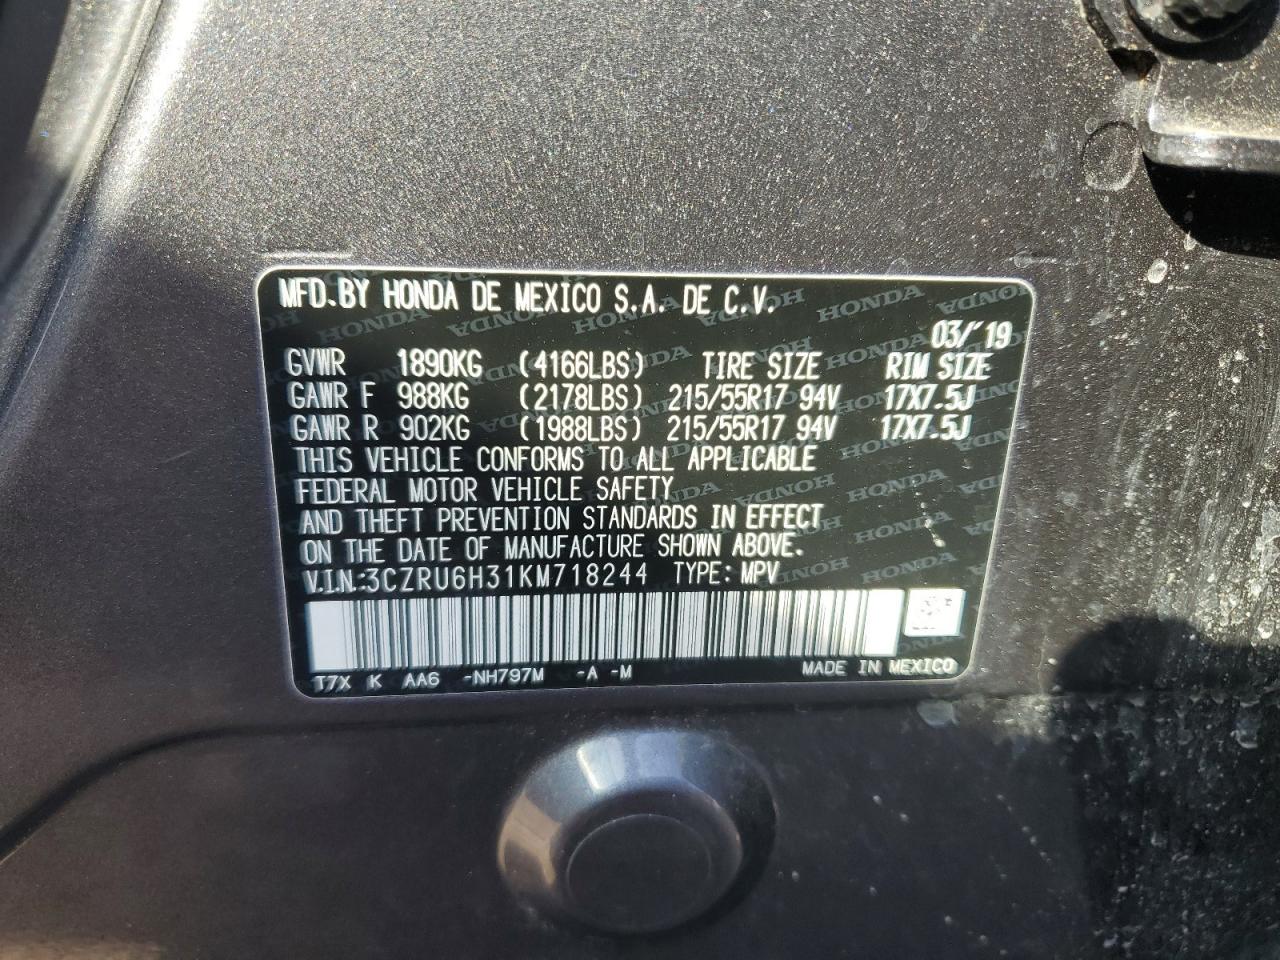 MFD.BY HONDA DE MEXICO S.A. DE C.V.
03/'19
GVWR 1890KG (4166LBS) TIRE SIZE RIM SIZE
GAWR F 988KG (2178LBS) 215/55R17 94V 17X7.5J
GAWR R 902KG (1988LBS) 215/55R17 94V 17X7.5J
THIS VEHICLE CONFORMS TO ALL APPLICABLE
FEDERAL MOTOR VEHICLE SAFETY
AND THEFT PREVENTION STANDARDS IN EFFECT
ON THE DATE OF MANUFACTURE SHOWN ABOVE.
V.I.N.:3CZRU6H31KM718244 TYPE: MPV
T7X K AA6 -NH797M -A -M MADE IN MEXICO